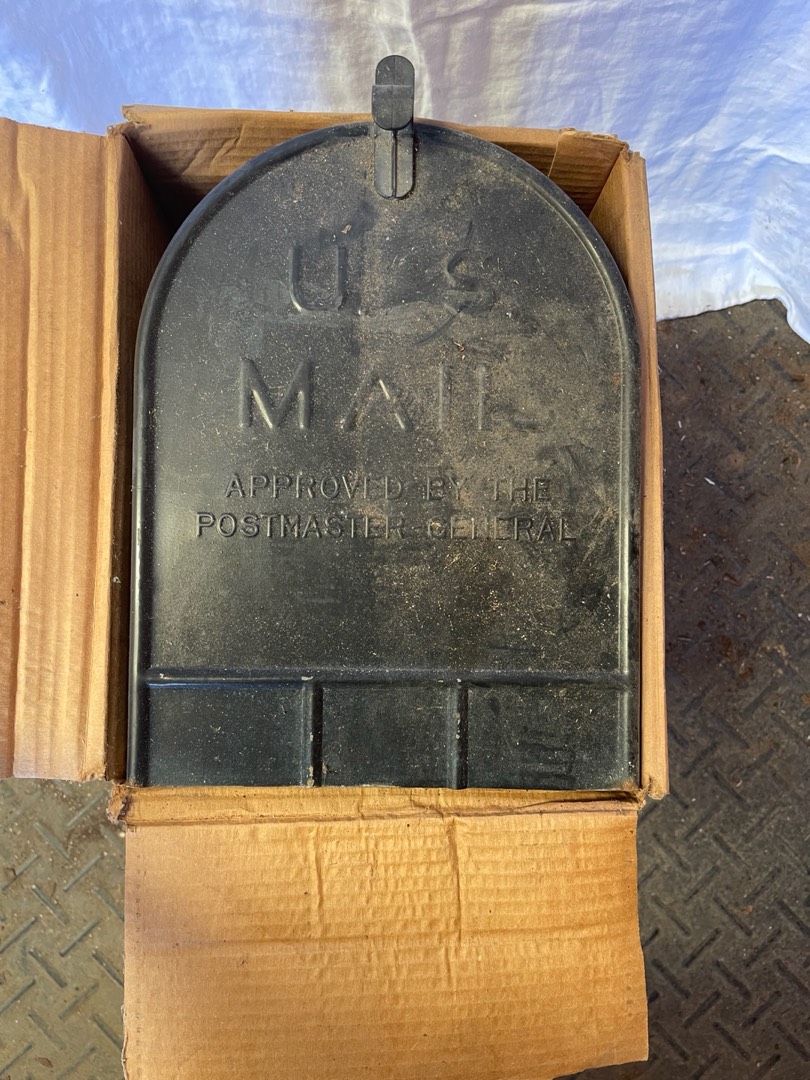 U. S.
MAIL
APPROVED BY THE
POSTMASTER GENERAL